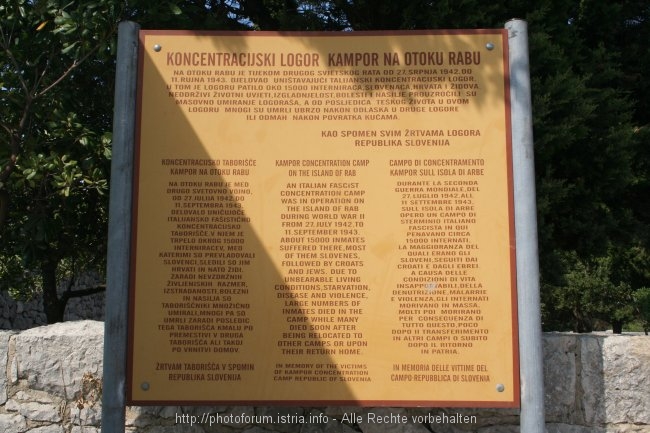 KONCENTRACIJSKI LOGOR KAMPOR NA OTOKU RABU
NA OTOKU RABU JE TIJEKOM DRUGOG SVJETSKOG RATA OD 27. SRPNJA 1942. DO
11. RUJNA 1943. DJELOVAO UNIŠTAVAJUĆI TALIJANSKI KONCENTRACIJSKI LOGOR.
U TOM JE LOGORU PATILO OKO 15000 INTERNIRACA, SLOVENACA, HRVATA I ŽIDOVA.
NEODRŽIVI ŽIVOTNI UVJETI, IZGLADNJELOST, BOLESTI I NASILJE PROUZROČILE SU
MASOVNO UMIRANJE LOGORAŠA, A OD POSLJEDICA TEŠKOG ŽIVOTA U OVOM
LOGORU MNOGI SU UMRLI UBRZO NAKON ODLASKA U DRUGE LOGORE
ILI ODMAH NAKON POVRATKA KUĆAMA.
KAO SPOMEN SVIM ŽRTVAMA LOGORA
REPUBLIKA SLOVENIJA
KONCENTRACIJSKO TABORIŠČE
KAMPOR NA OTOKU RABU
NA OTOKU RABU JE MED
DRUGO SVETOVNO VOJNO,
OD 27. JULIJA 1942. DO
11. SEPTEMBRA 1943.
DELOVALO UNIČUJOČE
ITALIJANSKO FAŠISTIČNO
KONCENTRACIJSKO
TABORIŠČE. V NJEM JE
TRPELO OKROG 15000
INTERNIRACEV, MED
KATERIMI SO PREVLADOVALI
SLOVENCI, SLEDILI SO JIM
HRVATI IN NATO ŽIDI.
ZARADI NEVZDRŽNIH
ŽIVLJENJSKIH RAZMER,
IZSTRADANOSTI, BOLEZNI
IN NASILJA SO
TABORIŠČNIKI MNOŽIČNO
UMIRALI, MNOGI PA SO
UMRLI ZARADI POSLEDIC
TEGA TABORIŠČA KMALU PO
PREMESTITVI V DRUGA
TABORIŠČA ALI TAKOJ
PO VRNITVI DOMOV.
ŽRTVAM TABORIŠČA V SPOMIN
REPUBLIKA SLOVENIJA
KAMPOR CONCENTRATION CAMP
ON THE ISLAND OF RAB
AN ITALIAN FASCIST
CONCENTRATION CAMP
WAS IN OPERATION ON
THE ISLAND OF RAB
DURING WORLD WAR II
FROM 27. JULY 1942, TO
11. SEPTEMBER 1943.
ABOUT 15000 INMATES
SUFFERED THERE, MOST
OF THEM SLOVENES,
FOLLOWED BY CROATS
AND JEWS. DUE TO
UNBEARABLE LIVING
CONDITIONS, STARVATION,
DISEASE AND VIOLENCE,
LARGE NUMBERS OF
INMATES DIED IN THE
CAMP, WHILE MANY
DIED SOON AFTER
BEING RELOCATED TO
OTHER CAMPS OR UPON
THEIR RETURN HOME.
IN MEMORY OF THE VICTIMS
OF KAMPOR CONCENTRATION
CAMP REPUBLIC OF SLOVENIA
CAMPO DI CONCENTRAMENTO
KAMPOR SULL ISOLA DI ARBE
DURANTE LA SECONDA
GUERRA MONDIALE, DEL
27. LUGLIO 1942 ALL
11 SETTEMBRE 1943,
SULL ISOLA DI ARBE
OPERÒ UN CAMPO DI
STERMINIO ITALIANO
FASCISTA IN QUI
PENAVANO CIRCA
15000 INTERNATI.
LA MAGGIORANZA DEL
QUALI ERANO GLI
SLOVENI, SEGUITI DAI
CROATI E DAGLI EBREI.
A CAUSA DELLE
CONDIZIONI DI VITA
INSAPPORTABILI, DELLA
DENUTRIZIONE, MALARRIE
E VIOLENZA, GLI INTERNATI
MORIVANO IN MASSA.
MOLTI POI MORIRANO
PER CONSEGUENZA DI
TUTTO QUESTO, POCO
DOPO IL TRANSFERIMENTO
IN ALTRI CAMPI O SUBITO
DOPO IL RITORNO
IN PATRIA.
IN MEMORIA DELLE VITTIME DEL
CAMPO-REPUBBLICA DI SLOVENIA
http://photoforum.istria.info - Alle Rechte vorbehalten